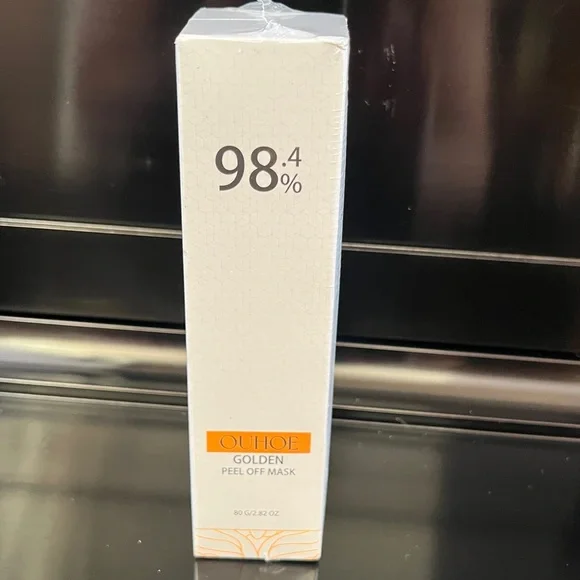 98.4%
OUHOE
GOLDEN
PEEL OFF MASK
80 G/2.82 OZ